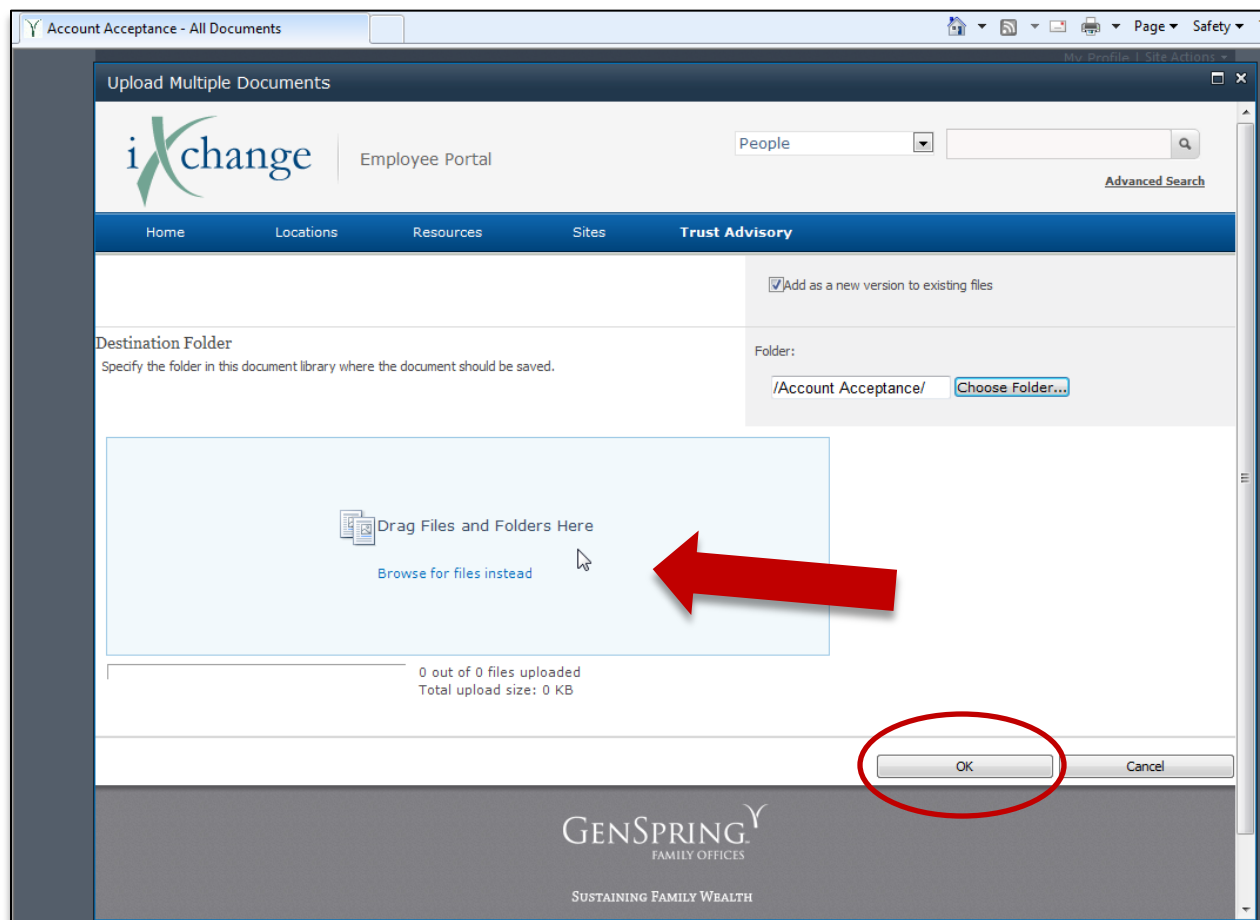 Account Acceptance - All Documents
Page Safety
My Profile | Site Actions
Upload Multiple Documents
iXchange
Employee Portal
People
Advanced Search
Home Locations Resources Sites Trust Advisory
Add as a new version to existing files
Destination Folder
Specify the folder in this document library where the document should be saved.
Folder:
/Account Acceptance/ Choose Folder...
Drag Files and Folders Here
Browse for files instead
0 out of 0 files uploaded
Total upload size: 0 KB
OK Cancel
GENSPRING
FAMILY OFFICES
SUSTAINING FAMILY WEALTH